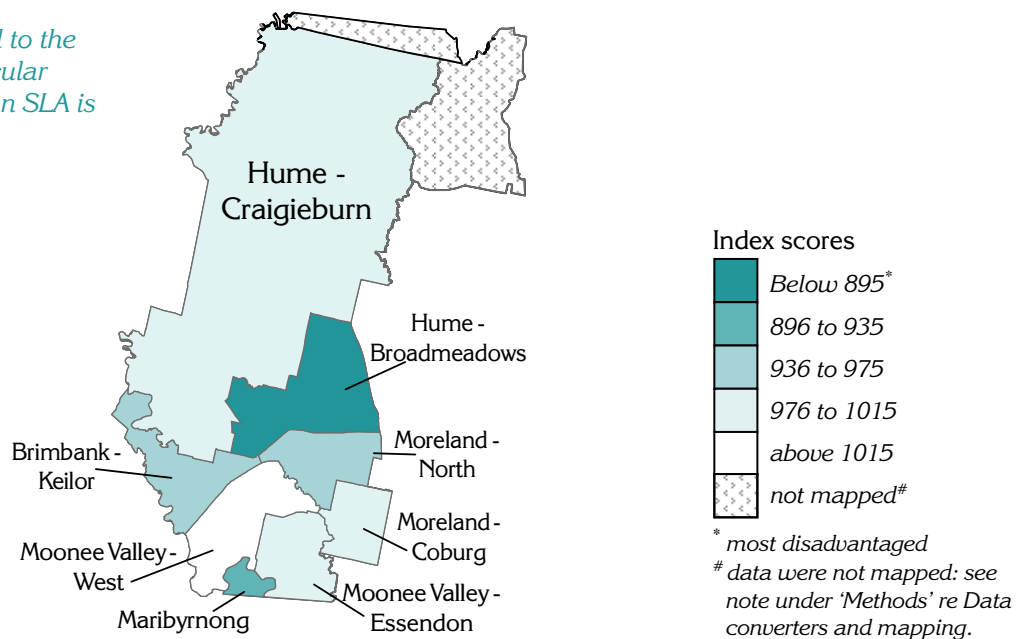 d to the
ular
n SLA is
Hume -
Craigieburn
Hume -
Broadmeadows
Moreland -
North
Brimbank -
Keilor
Moreland -
Coburg
Moonee Valley -
West
Moonee Valley -
Essendon
Maribyrnong
Index scores
Below 895*
896 to 935
936 to 975
976 to 1015
above 1015
not mapped#
* most disadvantaged
# data were not mapped: see
note under ‘Methods’ re Data
converters and mapping.